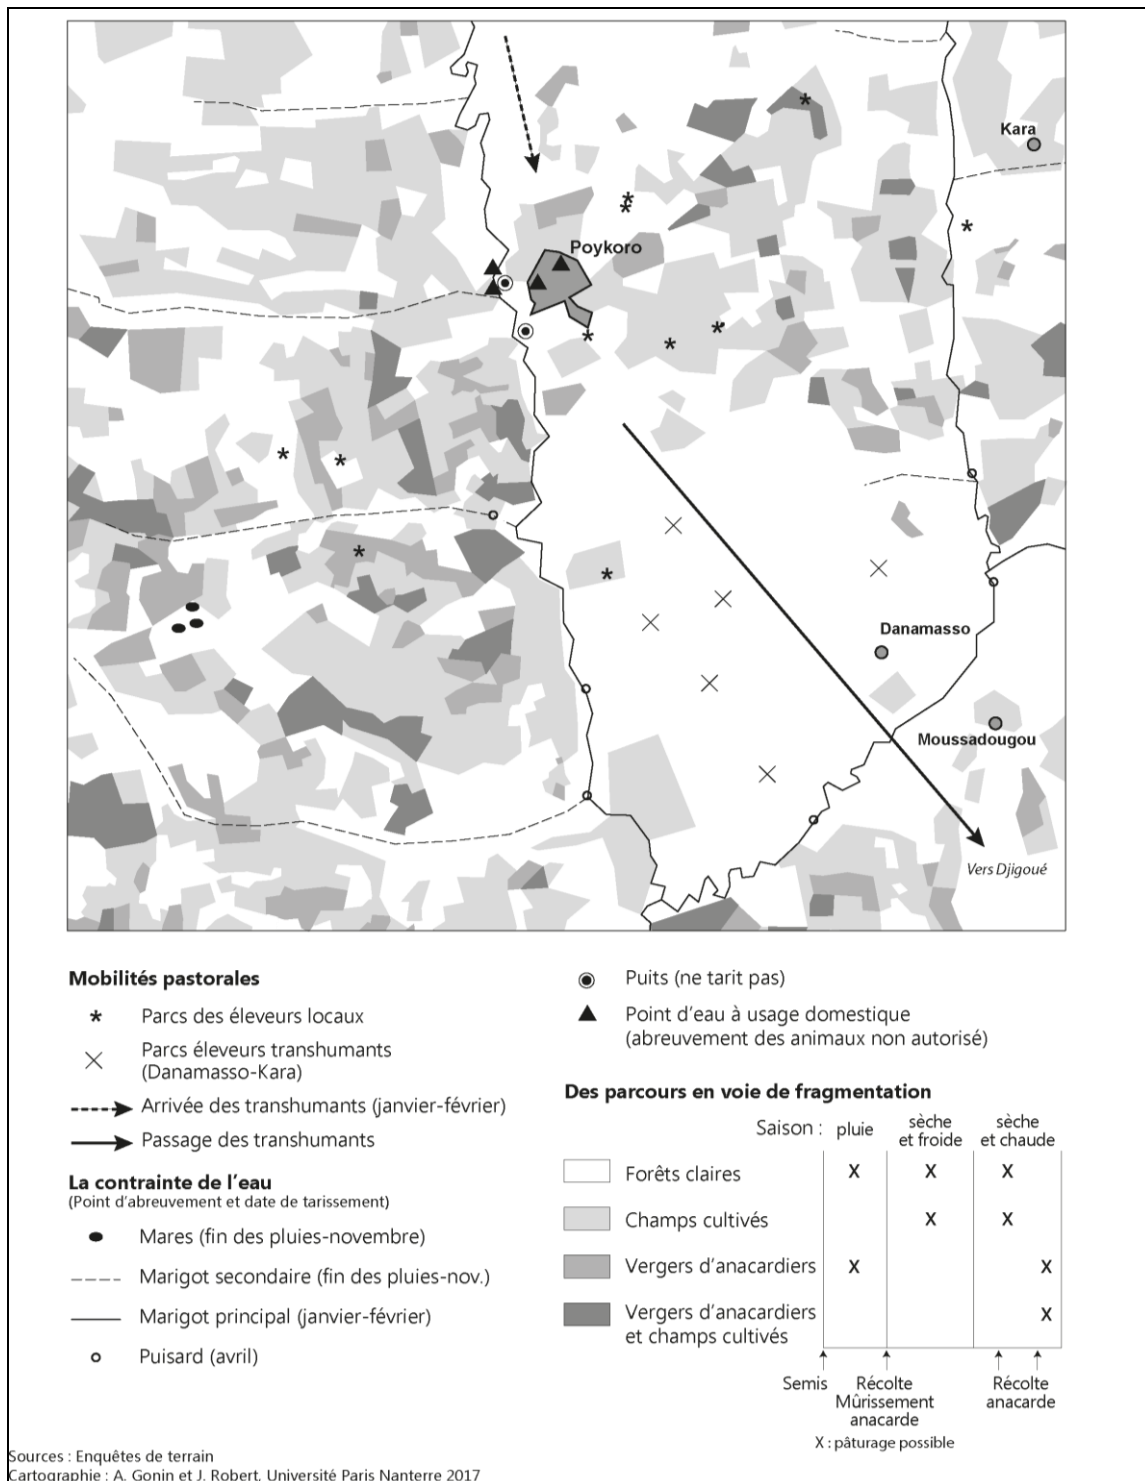 Kara
Poykoro
Danamasso
Moussadougou
Vers Djigoué
Mobilités pastorales
Parcs des éleveurs locaux
Parcs éleveurs transhumants
(Danamasso-Kara)
Arrivée des transhumants (janvier-février)
Passage des transhumants
La contrainte de l'eau
(Point d'abreuvement et date de tarissement)
Mares (fin des pluies-novembre)
Marigot secondaire (fin des pluies-nov.)
Marigot principal (janvier-février)
Puisard (avril)
Puits (ne tarit pas)
Point d'eau à usage domestique
(abreuvement des animaux non autorisé)
Des parcours en voie de fragmentation
Saison : pluie sèche et froide sèche et chaude
Forêts claires X X X
Champs cultivés X X
Vergers d'anacardiers X X
Vergers d'anacardiers
et champs cultivés X
Semis Récolte Récolte
Mûrissement anacarde
anacarde
X : pâturage possible
Sources : Enquêtes de terrain
Cartographie : A. Gonin et J. Robert, Université Paris Nanterre 2017